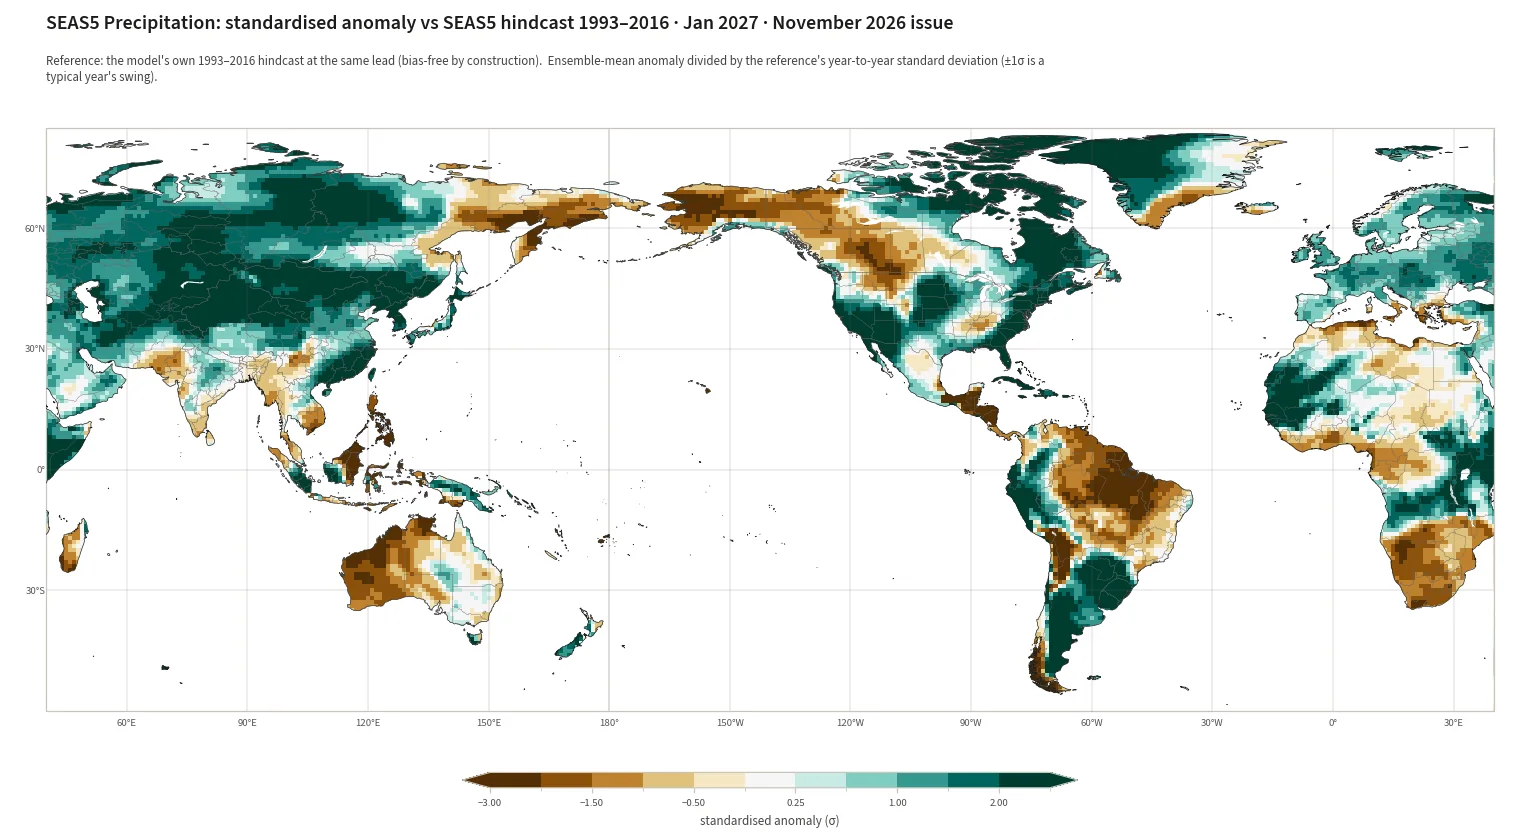 SEAS5 Precipitation: standardised anomaly vs SEAS5 hindcast 1993–2016 · Jan 2027 · November 2026 issue
Reference: the model's own 1993–2016 hindcast at the same lead (bias-free by construction). Ensemble-mean anomaly divided by the reference's year-to-year standard deviation (±1σ is a
typical year's swing).
60°N
30°N
0°
30°S
60°E 90°E 120°E 150°E 180° 150°W 120°W 90°W 60°W 30°W 0° 30°E
−3.00 −1.50 −0.50 0.25 1.00 2.00
standardised anomaly (σ)